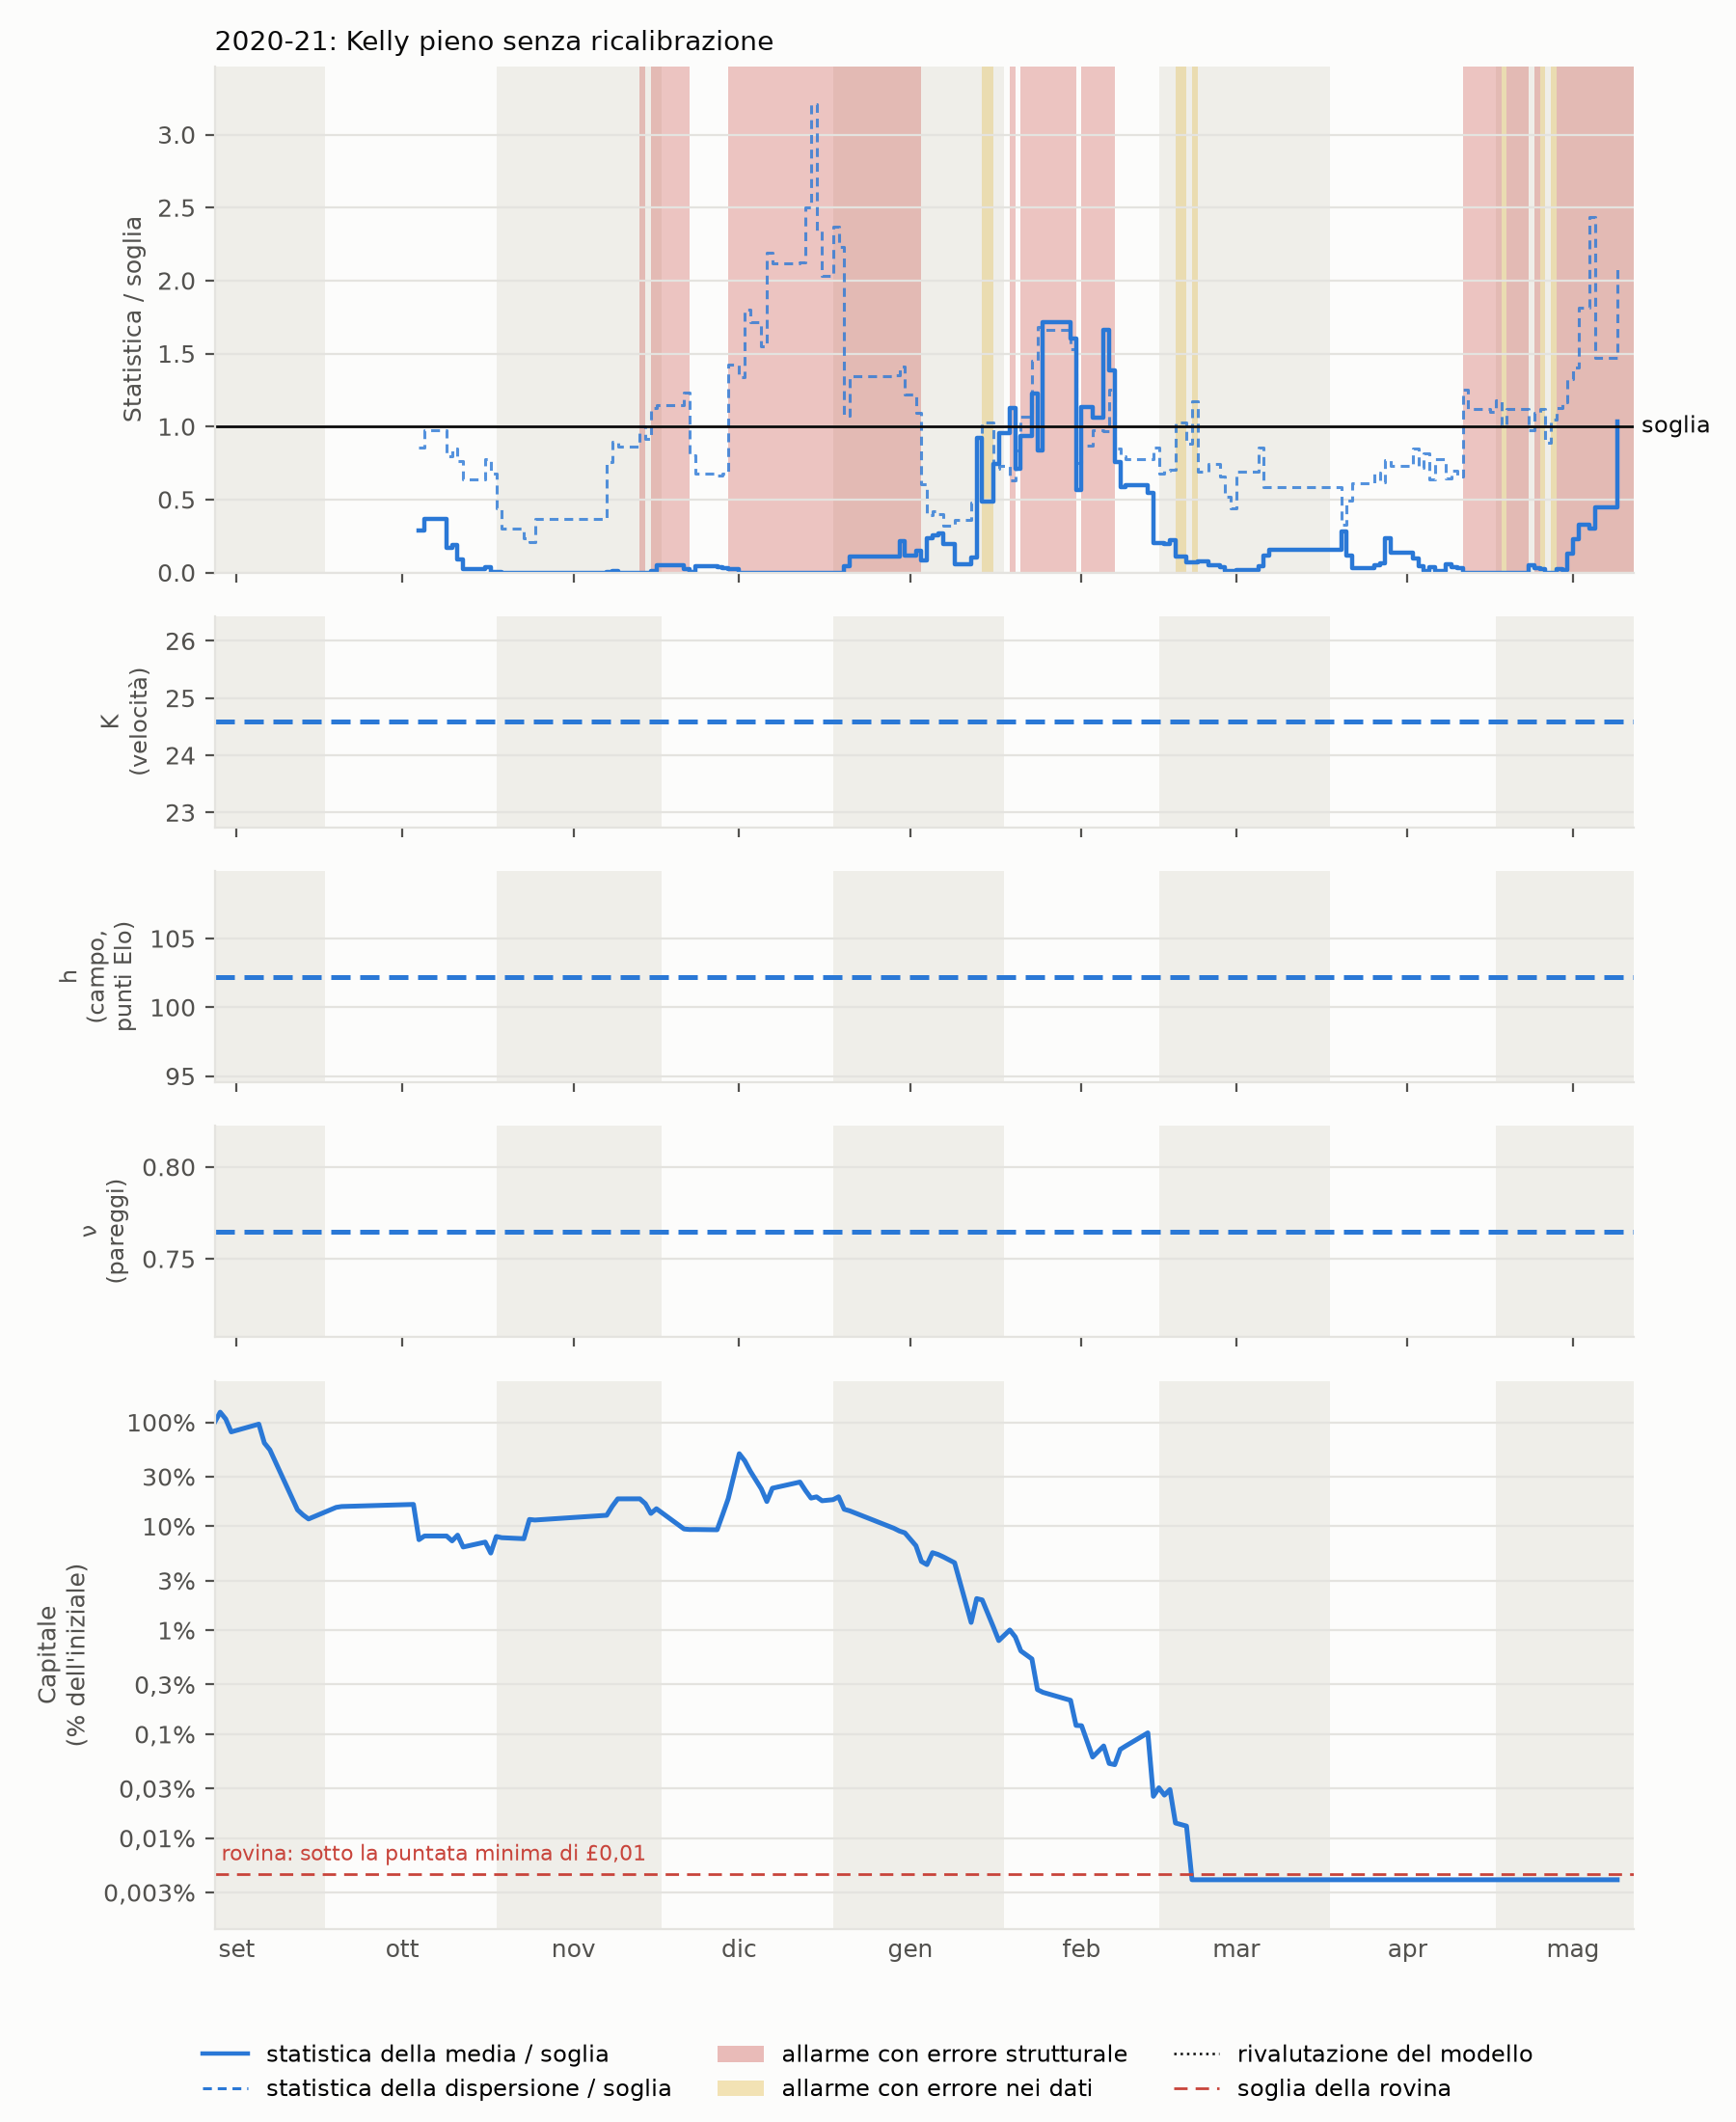 2020-21: Kelly pieno senza ricalibrazione
Statistica / soglia
3.0
2.5
2.0
1.5
1.0
0.5
0.0
soglia
K
(velocità)
26
25
24
23
h
(campo,
punti Elo)
105
100
95
ν
(pareggi)
0.80
0.75
Capitale
(% dell'iniziale)
100%
30%
10%
3%
1%
0,3%
0,1%
0,03%
0,01%
0,003%
rovina: sotto la puntata minima di £0,01
set ott nov dic gen feb mar apr mag
statistica della media / soglia
statistica della dispersione / soglia
allarme con errore strutturale
allarme con errore nei dati
rivalutazione del modello
soglia della rovina